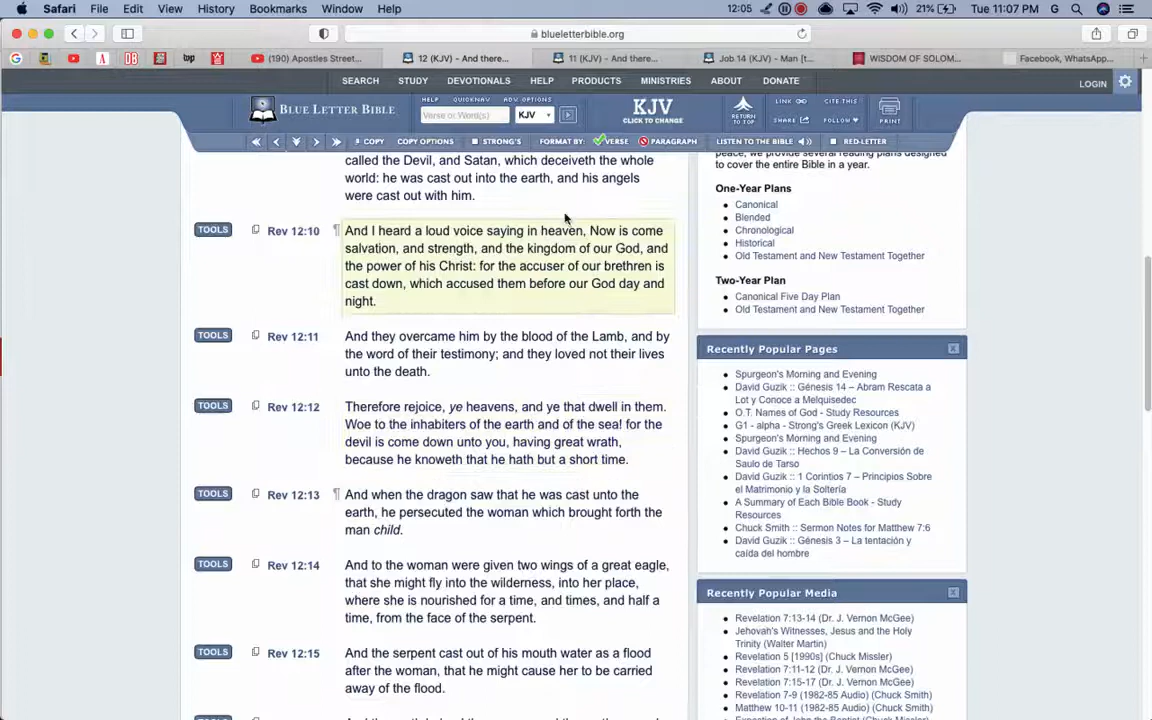 Safari File Edit View History Bookmarks Window Help 12:05 21% Tue 11:07 PM G
blueletterbible.org
(190) Apostles Street... 12 (KJV) - And there... 11 (KJV) - And there... Job 14 (KJV) - Man [t... WISDOM OF SOLOM... Facebook, WhatsApp...
SEARCH STUDY DEVOTIONALS HELP PRODUCTS MINISTRIES ABOUT DONATE LOGIN
BLUE LETTER BIBLE
HELP QUICKNAV ADV OPTIONS
Verse or Word(s) KJV
KJV
CLICK TO CHANGE
RETURN TO TOP
LINK CITE THIS
SHARE FOLLOW
PRINT
COPY COPY OPTIONS STRONG'S FORMAT BY: VERSE PARAGRAPH LISTEN TO THE BIBLE RED-LETTER
called the Devil, and Satan, which deceiveth the whole
world: he was cast out into the earth, and his angels
were cast out with him.
TOOLS Rev 12:10 ¶ And I heard a loud voice saying in heaven, Now is come
salvation, and strength, and the kingdom of our God, and
the power of his Christ: for the accuser of our brethren is
cast down, which accused them before our God day and
night.
TOOLS Rev 12:11 And they overcame him by the blood of the Lamb, and by
the word of their testimony; and they loved not their lives
unto the death.
TOOLS Rev 12:12 Therefore rejoice, ye heavens, and ye that dwell in them.
Woe to the inhabiters of the earth and of the sea! for the
devil is come down unto you, having great wrath,
because he knoweth that he hath but a short time.
TOOLS Rev 12:13 ¶ And when the dragon saw that he was cast unto the
earth, he persecuted the woman which brought forth the
man child.
TOOLS Rev 12:14 And to the woman were given two wings of a great eagle,
that she might fly into the wilderness, into her place,
where she is nourished for a time, and times, and half a
time, from the face of the serpent.
TOOLS Rev 12:15 And the serpent cast out of his mouth water as a flood
after the woman, that he might cause her to be carried
away of the flood.
peace, we provide several reading plans designed
to cover the entire Bible in a year.
One-Year Plans
Canonical
Blended
Chronological
Historical
Old Testament and New Testament Together
Two-Year Plan
Canonical Five Day Plan
Old Testament and New Testament Together
Recently Popular Pages
Spurgeon's Morning and Evening
David Guzik :: Génesis 14 – Abram Rescata a
Lot y Conoce a Melquisedec
O.T. Names of God - Study Resources
G1 - alpha - Strong's Greek Lexicon (KJV)
Spurgeon's Morning and Evening
David Guzik :: Hechos 9 – La Conversión de
Saulo de Tarso
David Guzik :: 1 Corintios 7 – Principios Sobre
el Matrimonio y la Soltería
A Summary of Each Bible Book - Study
Resources
Chuck Smith :: Sermon Notes for Matthew 7:6
David Guzik :: Génesis 3 – La tentación y
caída del hombre
Recently Popular Media
Revelation 7:13-14 (Dr. J. Vernon McGee)
Jehovah's Witnesses, Jesus and the Holy
Trinity (Walter Martin)
Revelation 5 [1990s] (Chuck Missler)
Revelation 7:11-12 (Dr. J. Vernon McGee)
Revelation 7:15-17 (Dr. J. Vernon McGee)
Revelation 7-9 (1982-85 Audio) (Chuck Smith)
Matthew 10-11 (1982-85 Audio) (Chuck Smith)